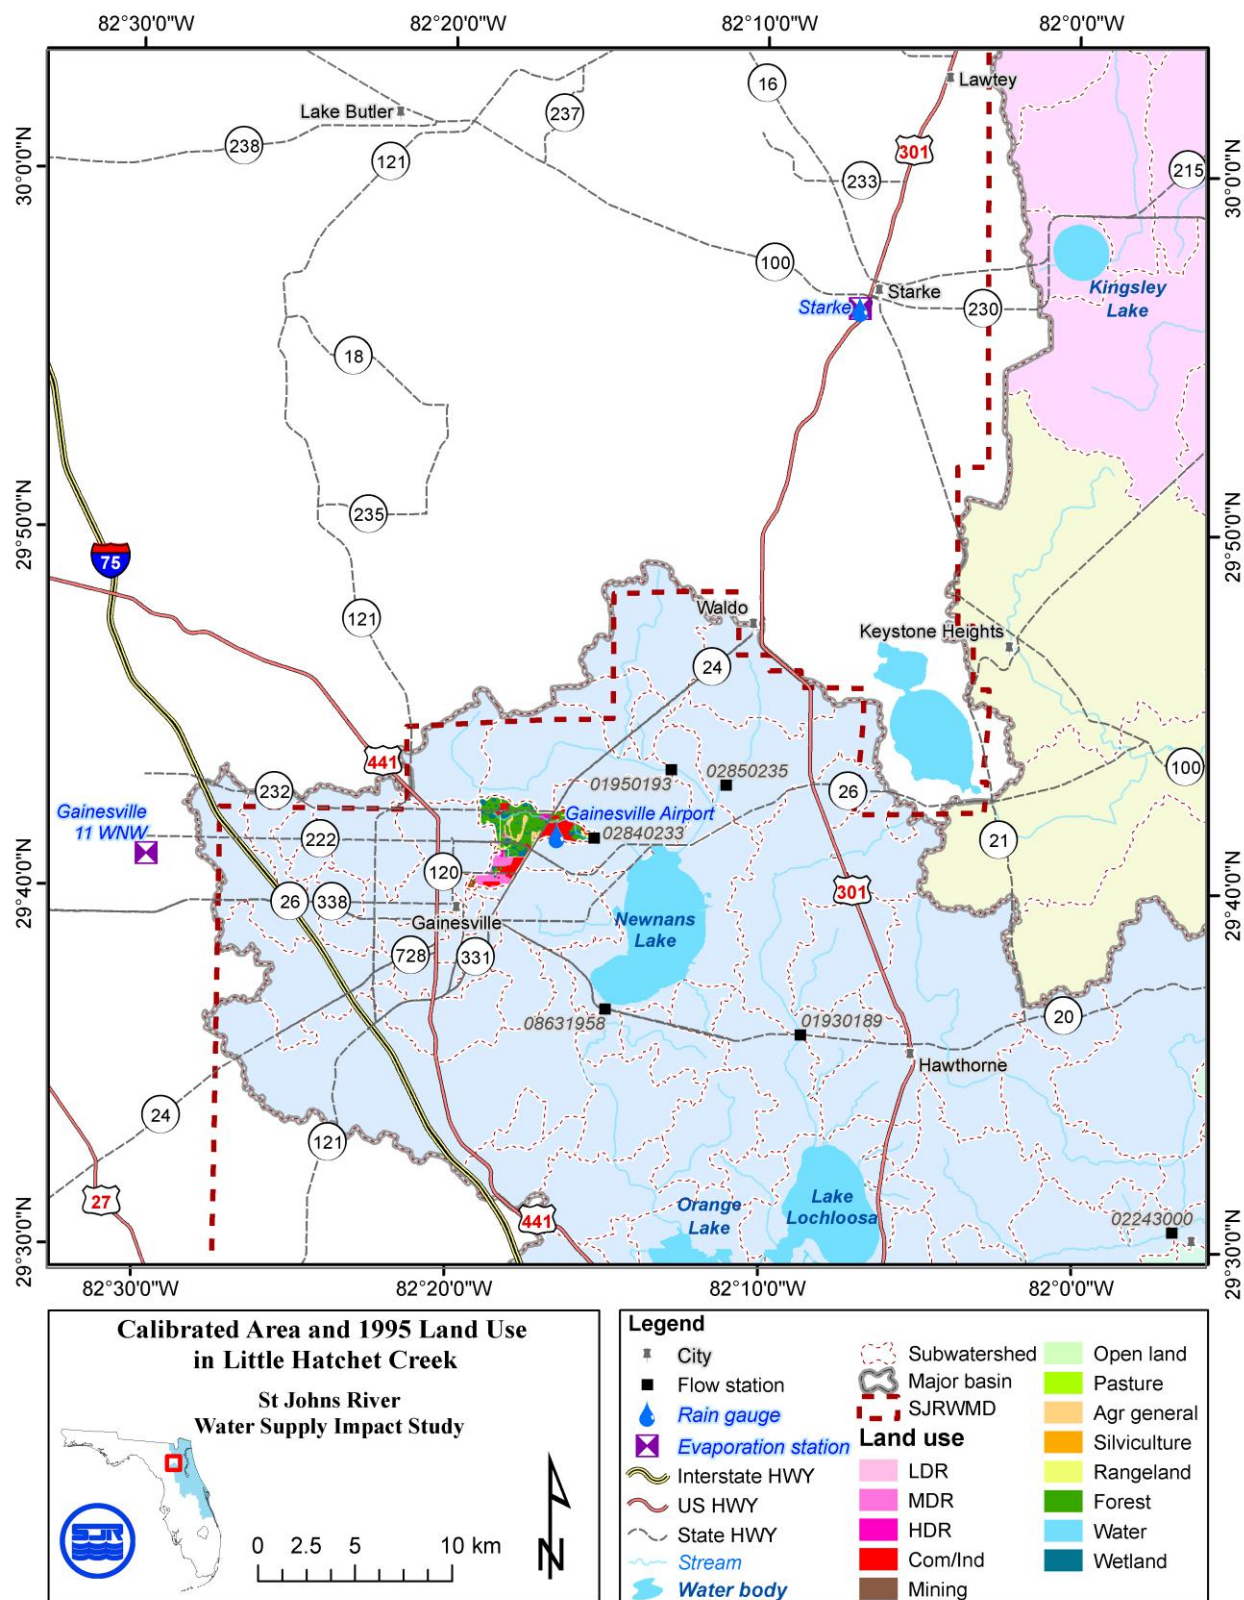 82°30'0"W
82°20'0"W
82°10'0"W
82°0'0"W
Lawtey
16
Lake Butler
237
238
121
301
30°0'0"N
30°0'0"N
233
215
100
Kingsley
Lake
Starke
Starke
230
18
235
29°50'0"N
29°50'0"N
75
Waldo
121
Keystone Heights
24
441
100
01950193
02850235
26
232
Gainesville
11 WNW
Gainesville Airport
02840233
222
21
120
29°40'0"N
29°40'0"N
26
338
301
Gainesville
Newnans
Lake
728
331
08631958
01930189
20
Hawthorne
24
121
27
Orange
Lake
Lake
Lochloosa
441
02243000
29°30'0"N
29°30'0"N
82°30'0"W
82°20'0"W
82°10'0"W
82°0'0"W
Calibrated Area and 1995 Land Use
in Little Hatchet Creek
St Johns River
Water Supply Impact Study
SJR
0 2.5 5 10 km
N
Legend
City
Flow station
Rain gauge
Evaporation station
Interstate HWY
US HWY
State HWY
Stream
Water body
Subwatershed
Major basin
SJRWMD
Land use
LDR
MDR
HDR
Com/Ind
Mining
Open land
Pasture
Agr general
Silviculture
Rangeland
Forest
Water
Wetland